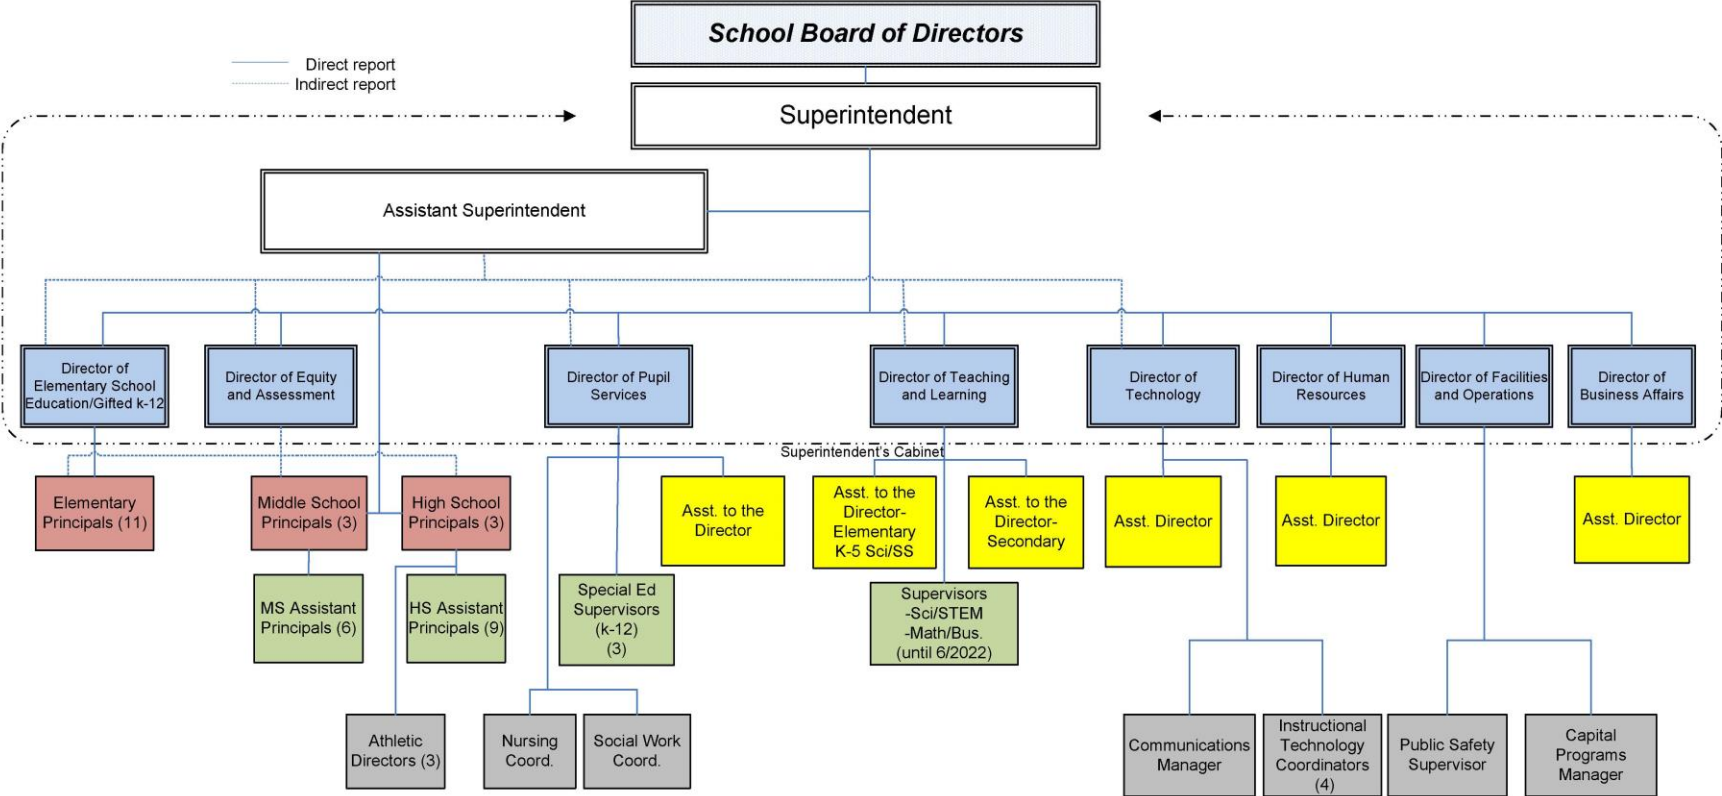 School Board of Directors
Direct report
Indirect report
Superintendent
Assistant Superintendent
Director of
Elementary School
Education/Gifted k-12
Director of Equity
and Assessment
Director of Pupil
Services
Director of Teaching
and Learning
Director of
Technology
Director of Human
Resources
Director of Facilities
and Operations
Director of
Business Affairs
Superintendent's Cabinet
Elementary
Principals (11)
Middle School
Principals (3)
High School
Principals (3)
Asst. to the
Director
Asst. to the
Director-
Elementary
K-5 Sci/SS
Asst. to the
Director-
Secondary
Asst. Director
Asst. Director
Asst. Director
MS Assistant
Principals (6)
HS Assistant
Principals (9)
Special Ed
Supervisors
(k-12)
(3)
Supervisors
-Sci/STEM
-Math/Bus.
(until 6/2022)
Athletic
Directors (3)
Nursing
Coord.
Social Work
Coord.
Communications
Manager
Instructional
Technology
Coordinators
(4)
Public Safety
Supervisor
Capital
Programs
Manager